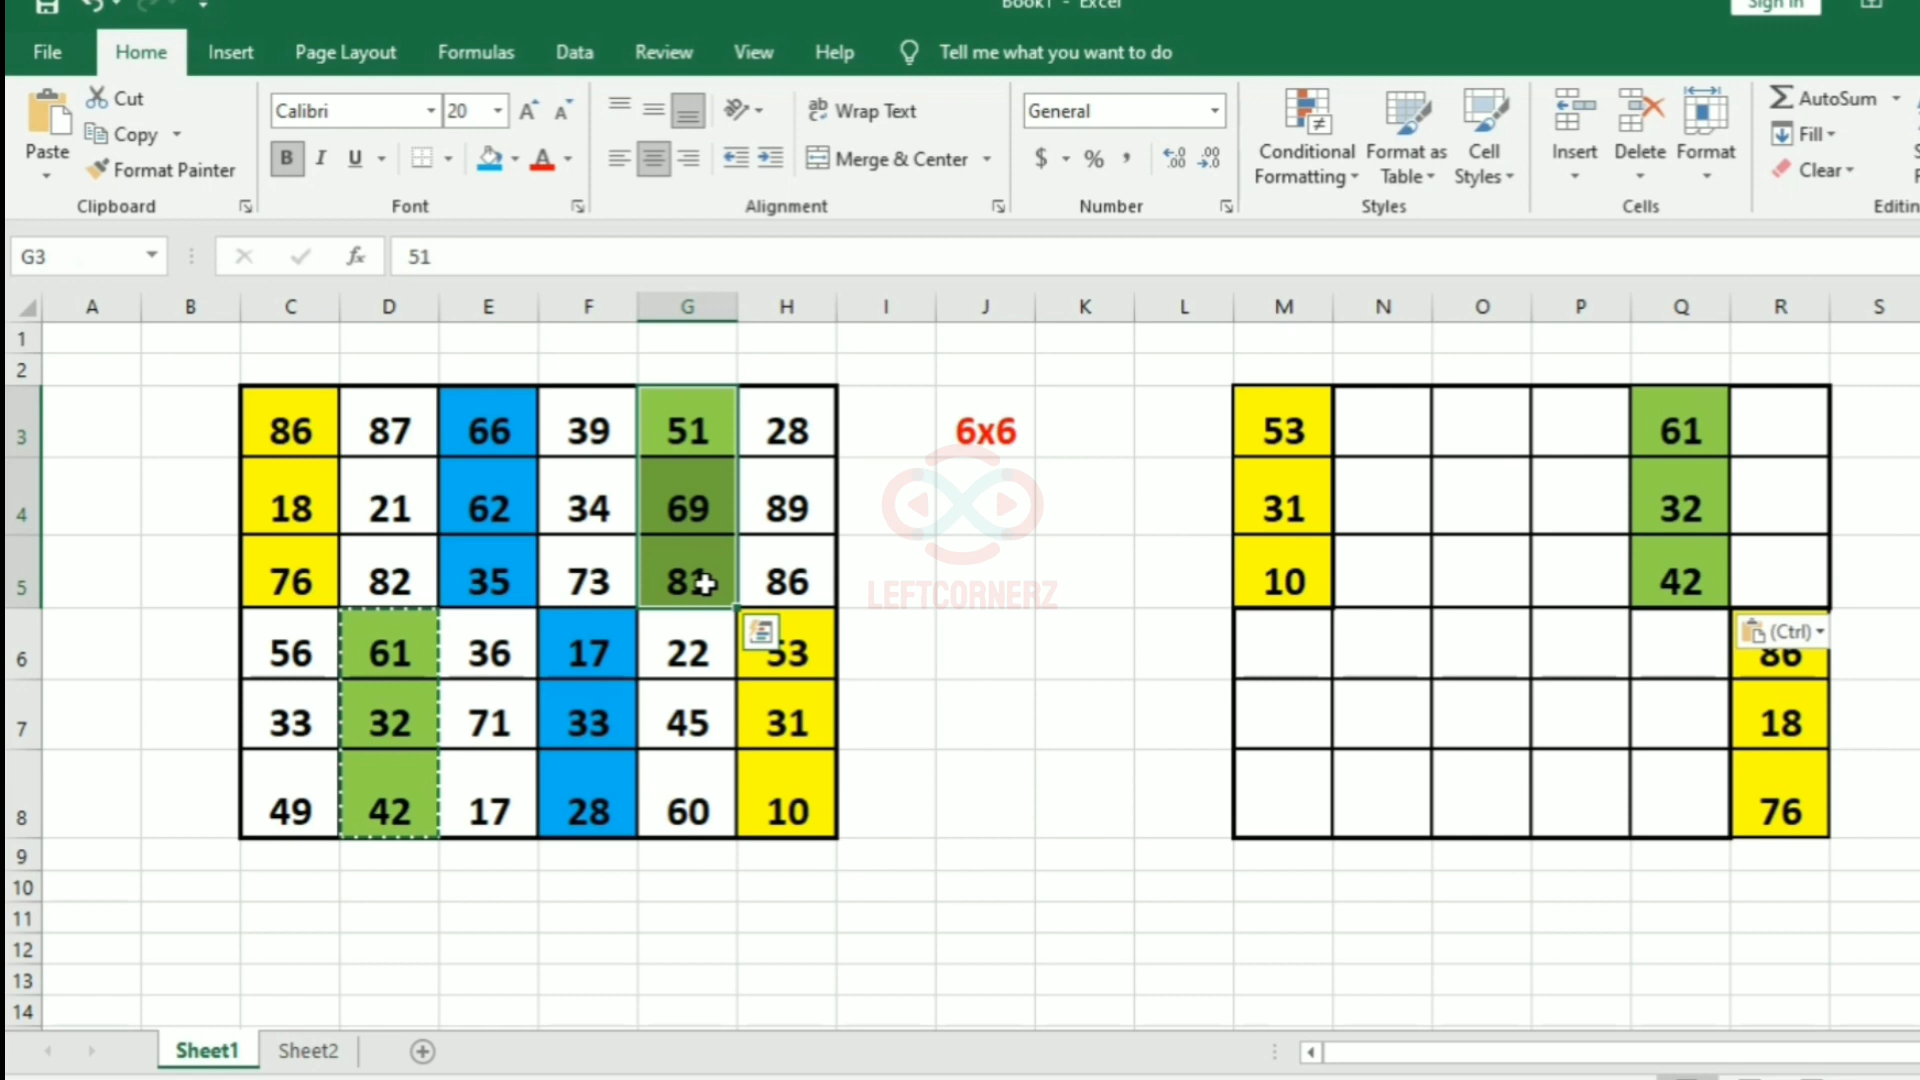 Book1 - Excel
Sign in
File Home Insert Page Layout Formulas Data Review View Help Tell me what you want to do
Paste
Cut
Copy
Format Painter
Clipboard
Calibri 20
B I U
Font
Wrap Text
Merge & Center
Alignment
General
$ % ,
Number
Conditional Formatting
Format as Table
Cell Styles
Styles
Insert Delete Format
Cells
AutoSum
Fill
Clear
Editin
G3 fx 51
A B C D E F G H I J K L M N O P Q R S
1
2
3 86 87 66 39 51 28 6x6 53 61
4 18 21 62 34 69 89 31 32
5 76 82 35 73 81 86 10 42
LEFTCORNERZ
(Ctrl)
6 56 61 36 17 22 53 86
7 33 32 71 33 45 31 18
8 49 42 17 28 60 10 76
9
10
11
12
13
14
Sheet1 Sheet2